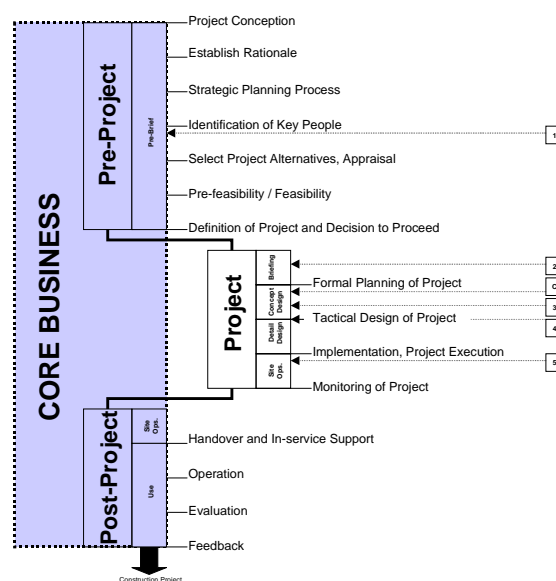 Project Conception
Establish Rationale
Strategic Planning Process
Identification of Key People
1
Select Project Alternatives, Appraisal
Pre-feasibility / Feasibility
Definition of Project and Decision to Proceed
CORE BUSINESS
Pre-Project
Pre-Brief
Project
Briefing
2
Formal Planning of Project
Concept
Design
3
Tactical Design of Project
4
Detail
Design
Implementation, Project Execution
5
Site
Ops.
Monitoring of Project
Post-Project
Site
Ops.
Handover and In-service Support
Use
Operation
Evaluation
Feedback
Construction Project